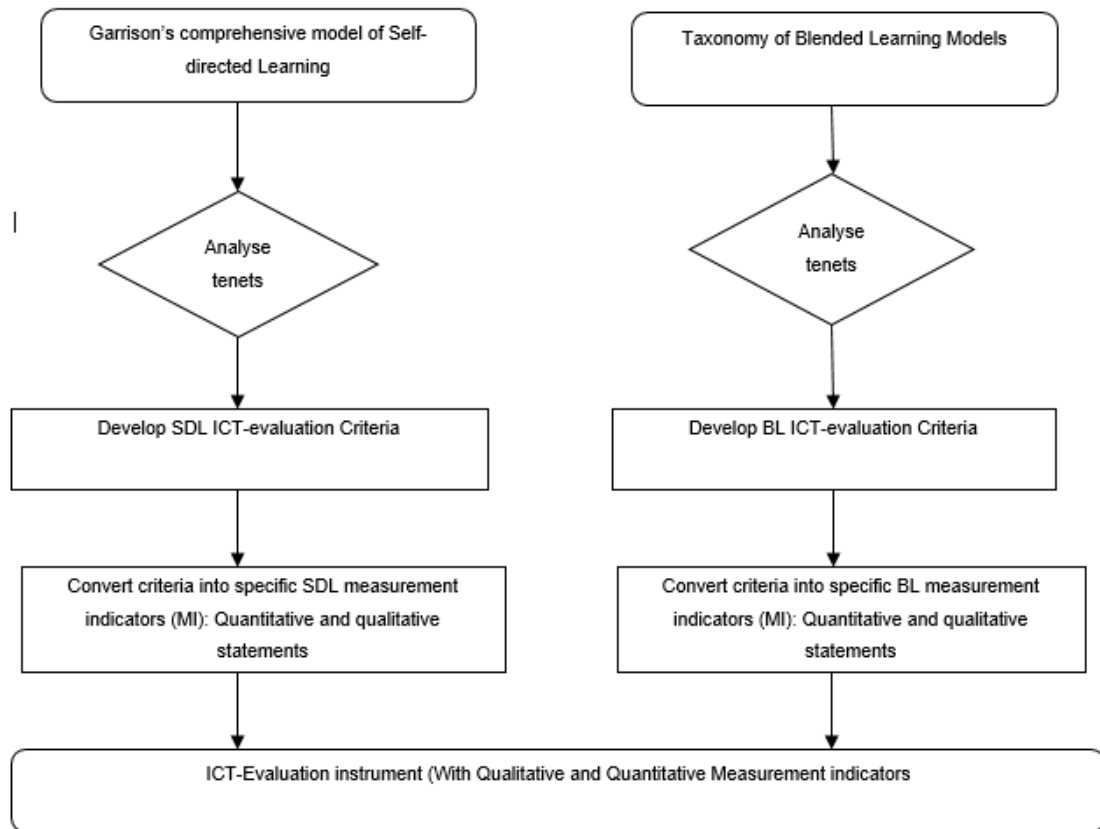 Garrison's comprehensive model of Self-
directed Learning
Taxonomy of Blended Learning Models
Analyse
tenets
Analyse
tenets
Develop SDL ICT-evaluation Criteria
Develop BL ICT-evaluation Criteria
Convert criteria into specific SDL measurement
indicators (MI): Quantitative and qualitative
statements
Convert criteria into specific BL measurement
indicators (MI): Quantitative and qualitative
statements
ICT-Evaluation instrument (With Qualitative and Quantitative Measurement indicators